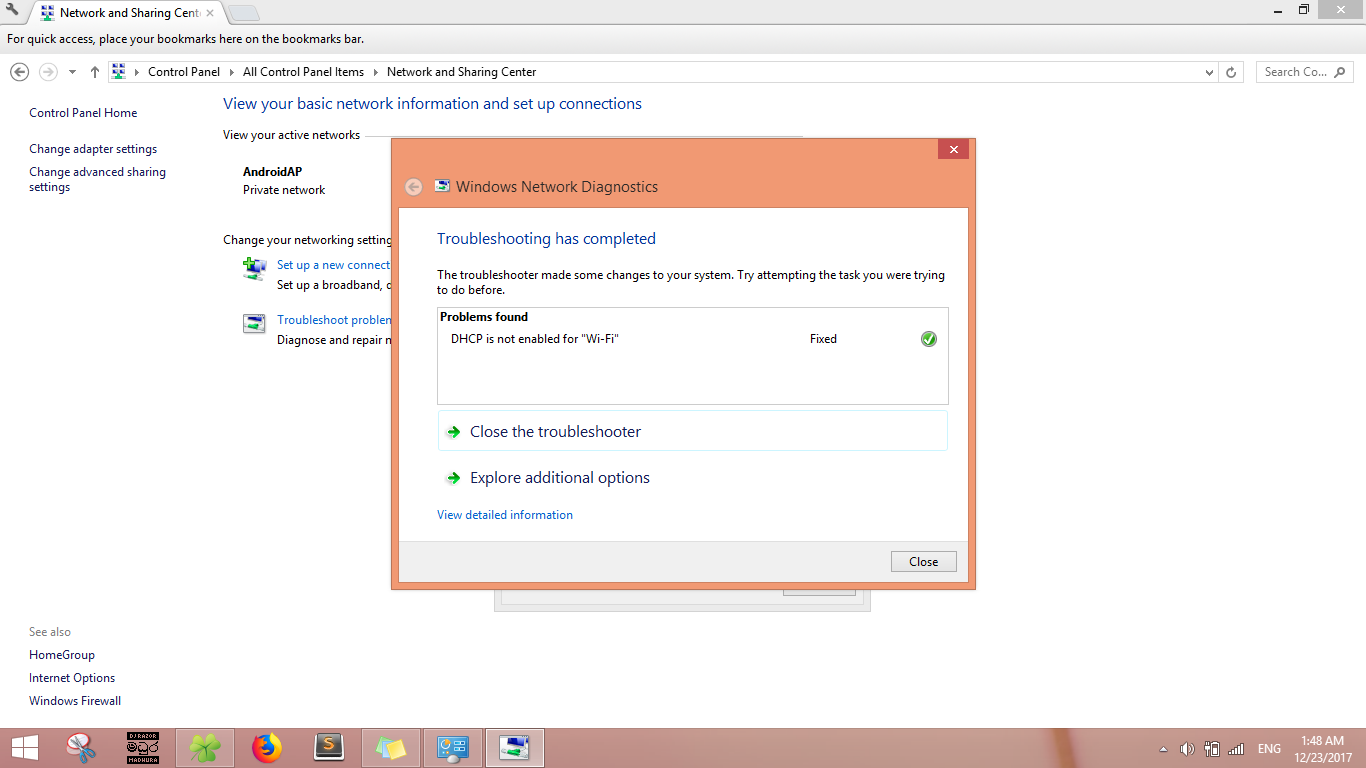 Network and Sharing Cent
For quick access, place your bookmarks here on the bookmarks bar.
Control Panel All Control Panel Items Network and Sharing Center
Search Co...
Control Panel Home
Change adapter settings
Change advanced sharing
settings
View your basic network information and set up connections
View your active networks
AndroidAP
Private network
Change your networking setting
Set up a new connect
Set up a broadband, d
Troubleshoot problem
Diagnose and repair n
Windows Network Diagnostics
Troubleshooting has completed
The troubleshooter made some changes to your system. Try attempting the task you were trying
to do before.
Problems found
DHCP is not enabled for "Wi-Fi" Fixed
Close the troubleshooter
Explore additional options
View detailed information
Close
See also
HomeGroup
Internet Options
Windows Firewall
DJ RAZOR
MADHURA
S
ENG
1:48 AM
12/23/2017